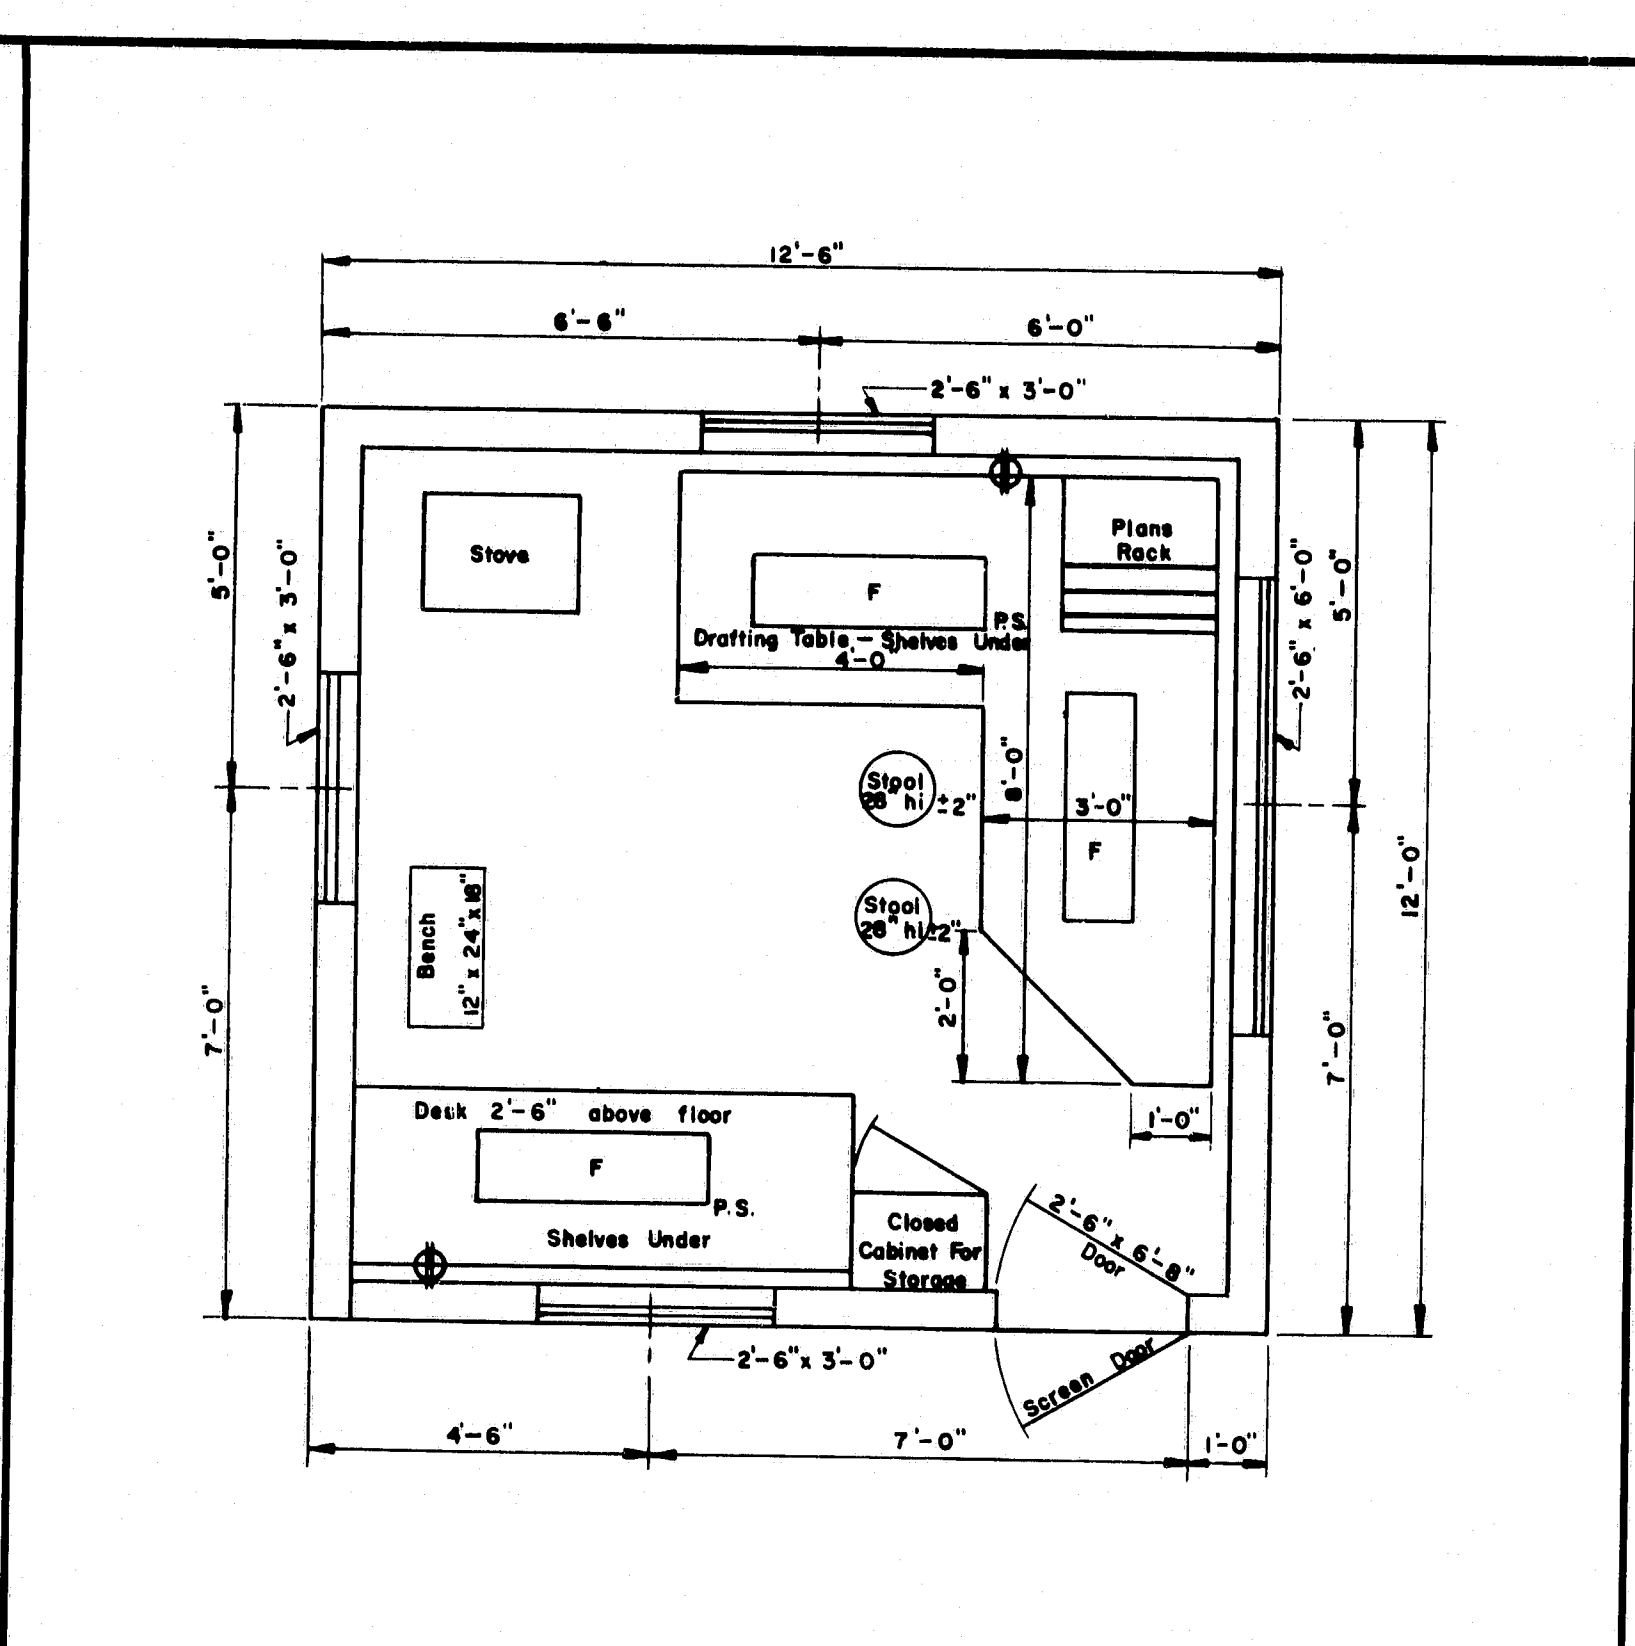 12'-6"
6'-6"
6'-0"
2'-6" x 3'-0"
5'-0"
2'-6" x 3'-0"
Stove
F
P.S.
Drafting Table — Shelves Under
4'-0"
Plans
Rack
2'-6" x 6'-0"
5'-0"
8'-0"
Stool
28" hi ±2"
3'-0"
F
12'-0"
Stool
28" hi ±2"
Bench
12" x 24" x 18"
2'-0"
7'-0"
7'-0"
1'-0"
Desk 2'-6" above floor
F
P.S.
Shelves Under
Closed
Cabinet For
Storage
2'-6" x 6'-8"
Door
Screen Door
2'-6" x 3'-0"
4'-6"
7'-0"
1'-0"